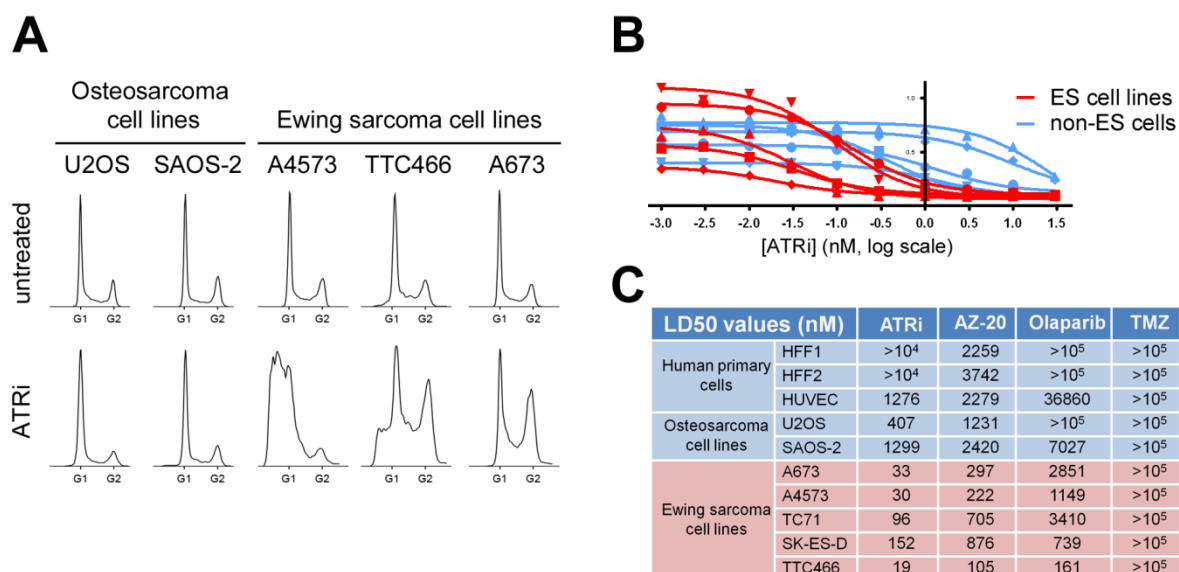 A
Osteosarcoma
cell lines
Ewing sarcoma cell lines
U2OS SAOS-2 A4573 TTC466 A673
untreated
G1 G2 G1 G2 G1 G2 G1 G2 G1 G2
ATRi
G1 G2 G1 G2 G1 G2 G1 G2 G1 G2
B
1.0
0.5
ES cell lines
non-ES cells
-3.0 -2.5 -2.0 -1.5 -1.0 -0.5 0.0 0.5 1.0 1.5
[ATRi] (nM, log scale)
C
LD50 values (nM) ATRi AZ-20 Olaparib TMZ
Human primary
cells
HFF1 >10⁴ 2259 >10⁵ >10⁵
HFF2 >10⁴ 3742 >10⁵ >10⁵
HUVEC 1276 2279 36860 >10⁵
Osteosarcoma
cell lines
U2OS 407 1231 >10⁵ >10⁵
SAOS-2 1299 2420 7027 >10⁵
Ewing sarcoma
cell lines
A673 33 297 2851 >10⁵
A4573 30 222 1149 >10⁵
TC71 96 705 3410 >10⁵
SK-ES-D 152 876 739 >10⁵
TTC466 19 105 161 >10⁵